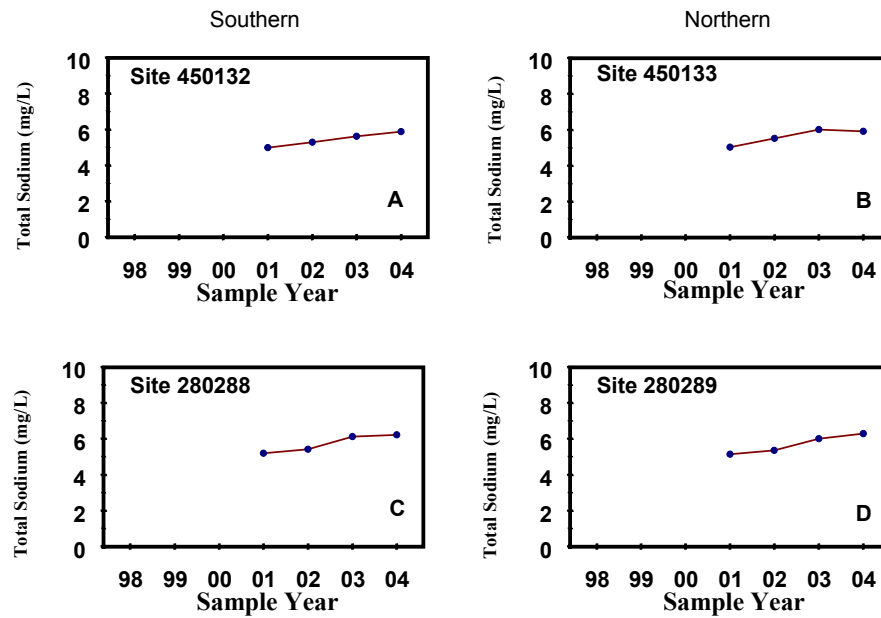 Southern
Northern
Total Sodium (mg/L)
10
8
6
4
2
0
Site 450132
A
98 99 00 01 02 03 04
Sample Year
Total Sodium (mg/L)
10
8
6
4
2
0
Site 450133
B
98 99 00 01 02 03 04
Sample Year
Total Sodium (mg/L)
10
8
6
4
2
0
Site 280288
C
98 99 00 01 02 03 04
Sample Year
Total Sodium (mg/L)
10
8
6
4
2
0
Site 280289
D
98 99 00 01 02 03 04
Sample Year